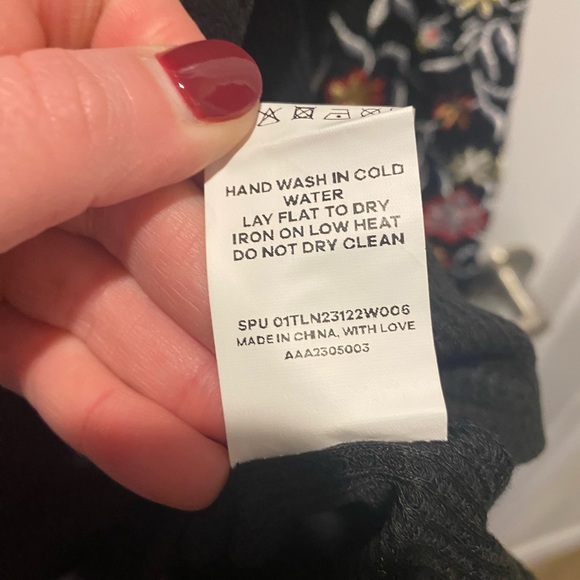 HAND WASH IN COLD
WATER
LAY FLAT TO DRY
IRON ON LOW HEAT
DO NOT DRY CLEAN
SPU 01TLN23122W006
MADE IN CHINA, WITH LOVE
AAA2305003